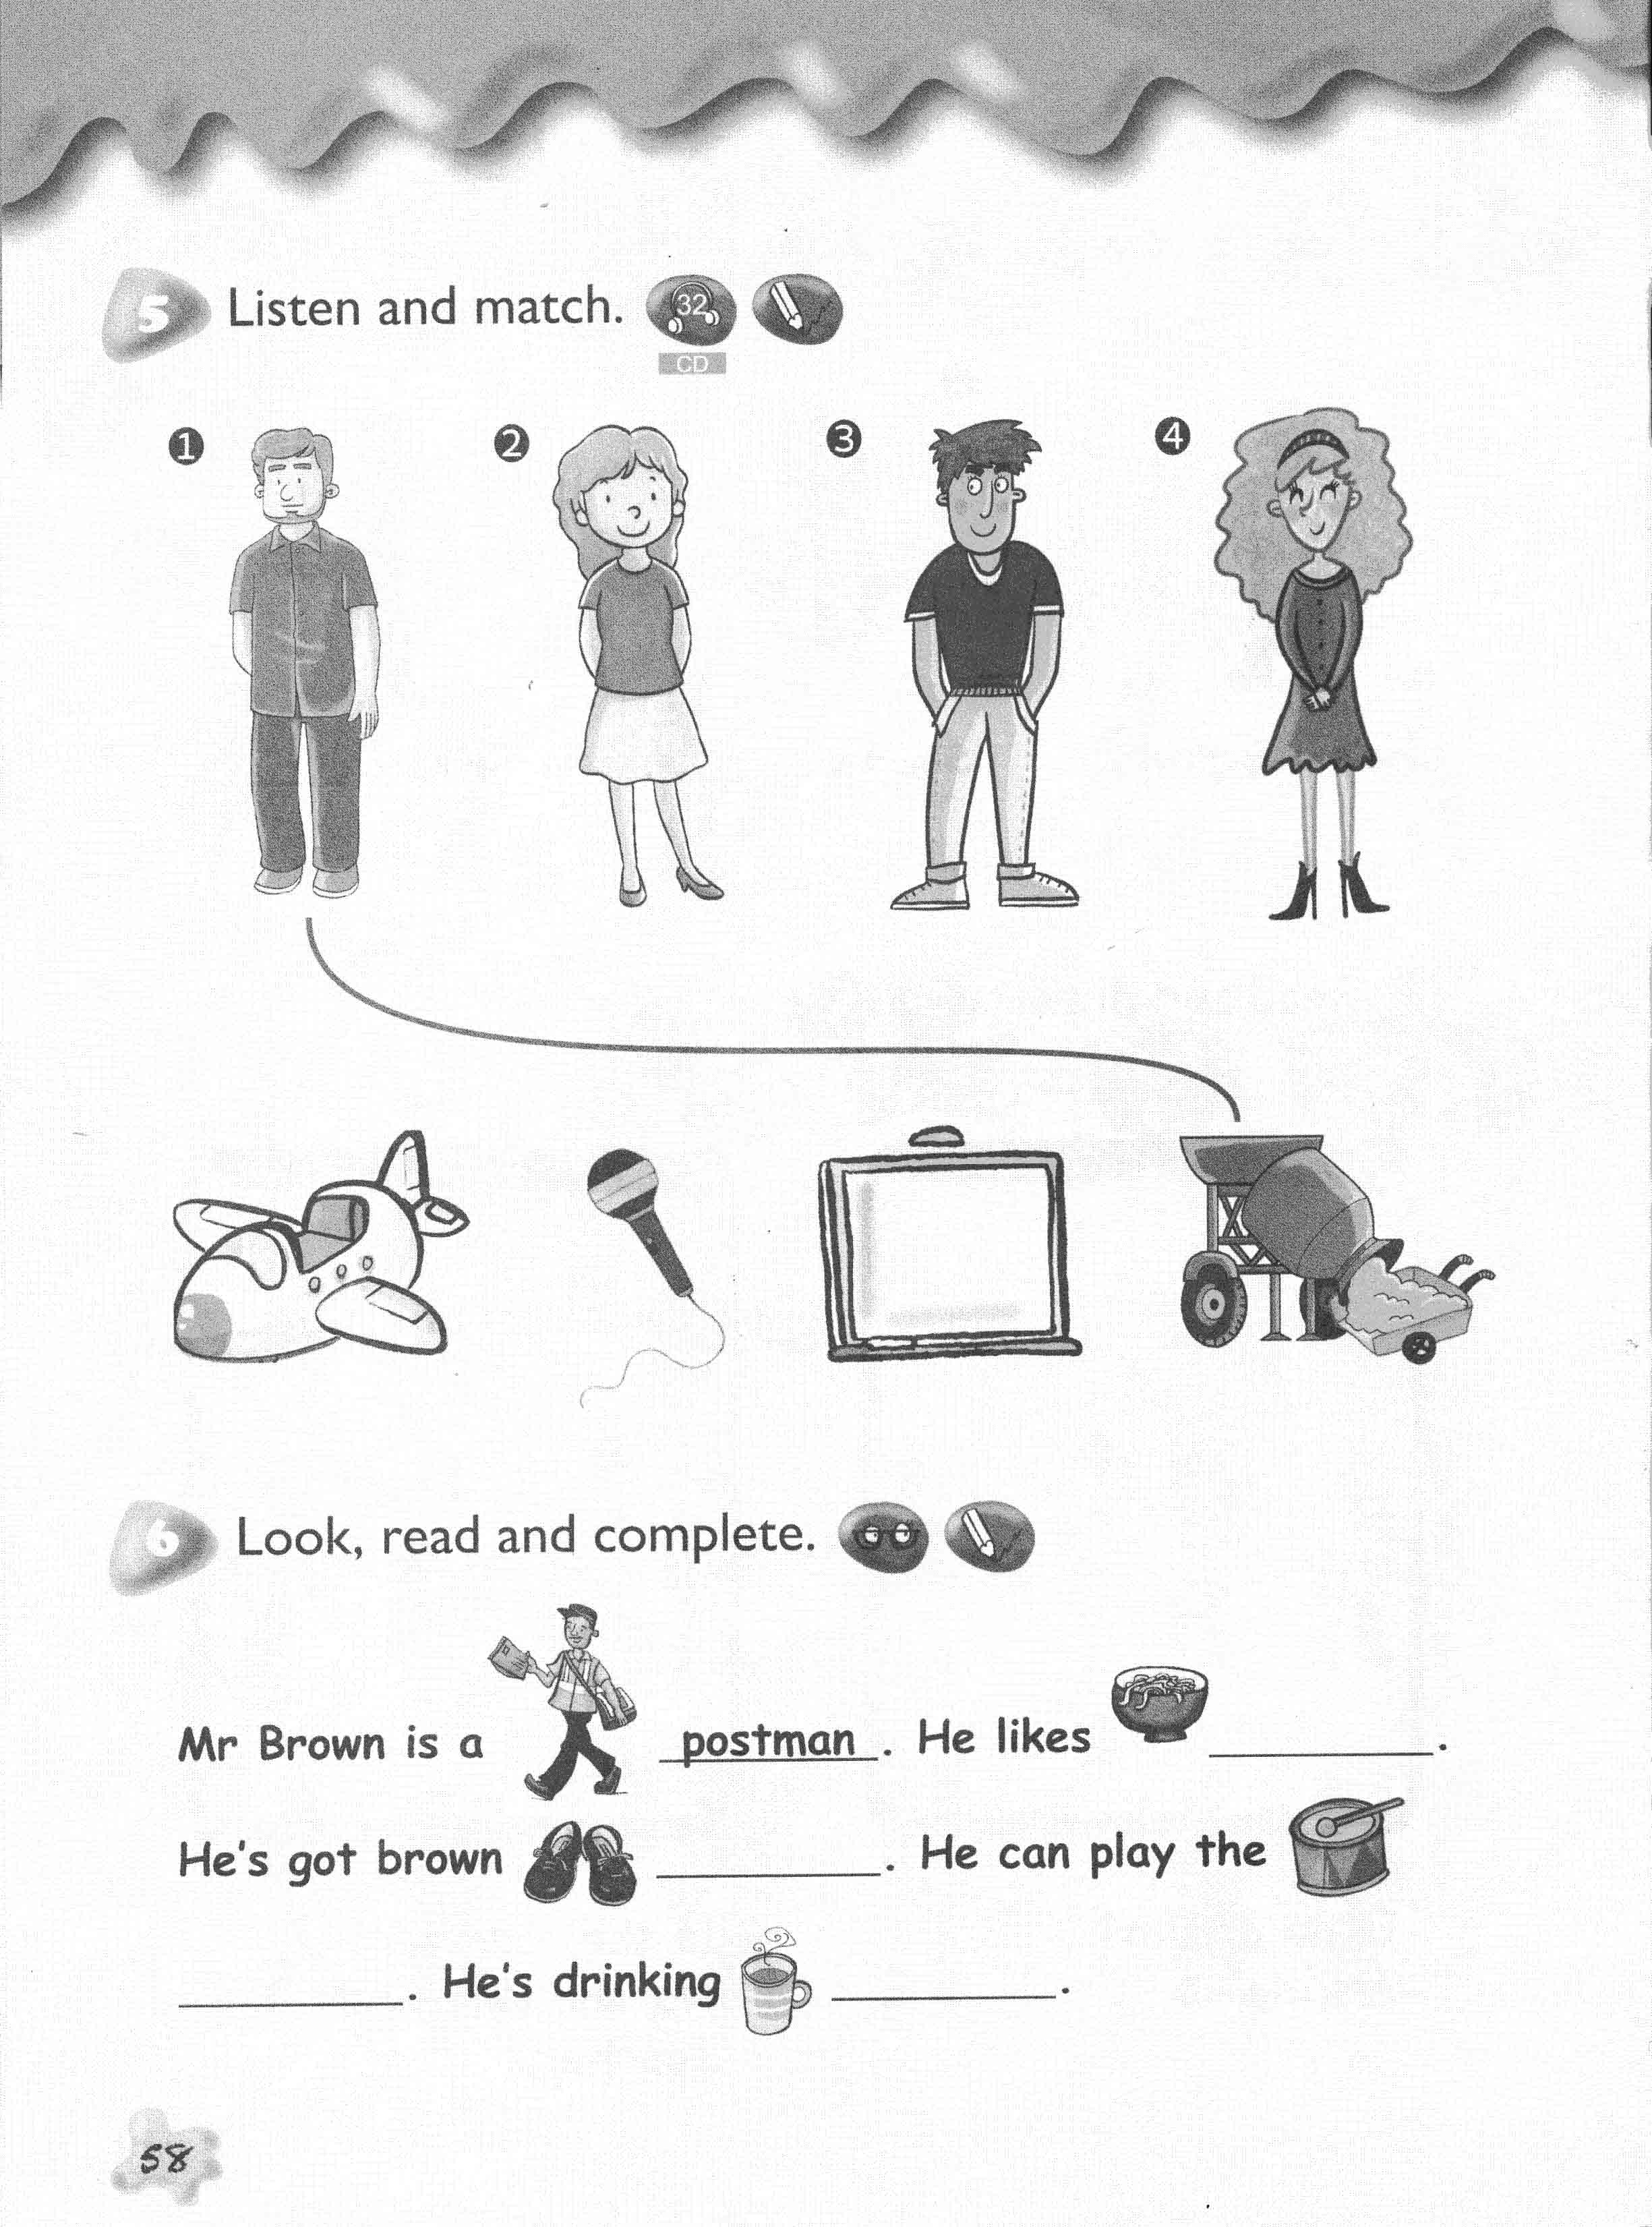 5 Listen and match. 32
CD
1 2 3 4
6 Look, read and complete.
Mr Brown is a postman. He likes ________.
He's got brown ________. He can play the
________. He's drinking ________.
58